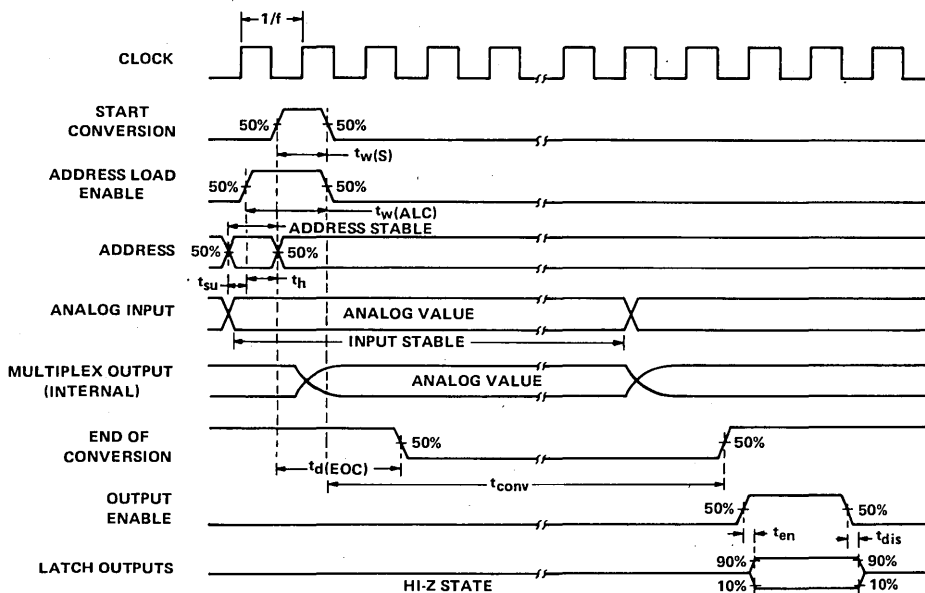 1/f
CLOCK
START
CONVERSION
50%
50%
tw(S)
ADDRESS LOAD
ENABLE
50%
50%
tw(ALC)
ADDRESS STABLE
ADDRESS
50%
50%
tsu
th
ANALOG INPUT
ANALOG VALUE
INPUT STABLE
MULTIPLEX OUTPUT
(INTERNAL)
ANALOG VALUE
END OF
CONVERSION
50%
50%
td(EOC)
tconv
OUTPUT
ENABLE
50%
50%
ten
tdis
LATCH OUTPUTS
90%
90%
HI-Z STATE
10%
10%